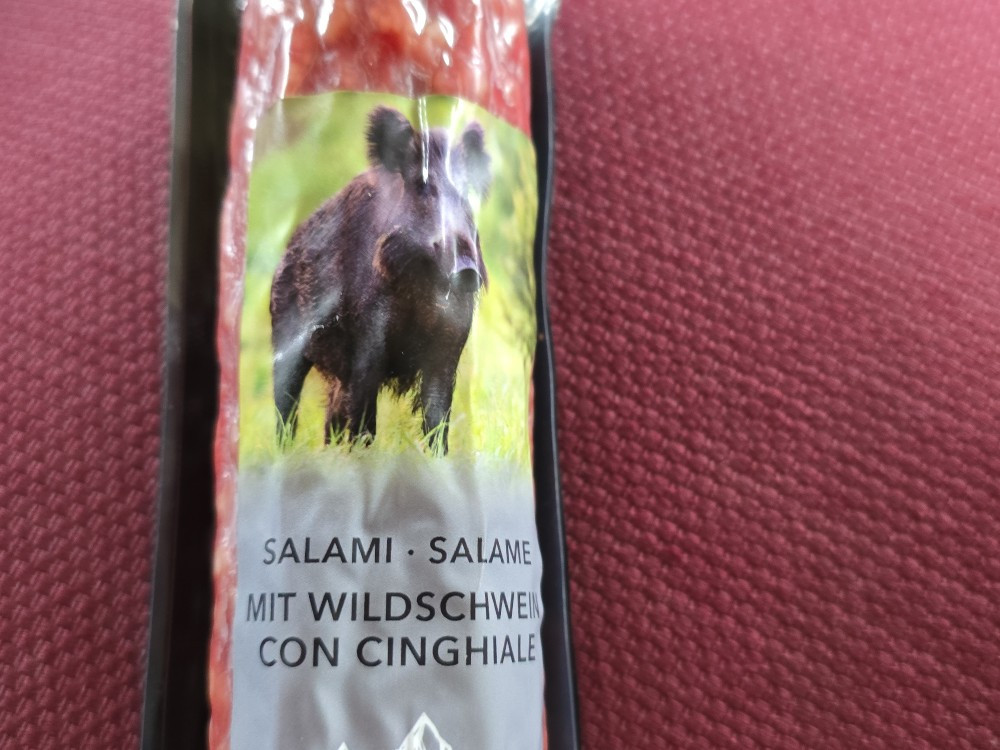 SALAMI · SALAME
MIT WILDSCHWEIN
CON CINGHIALE